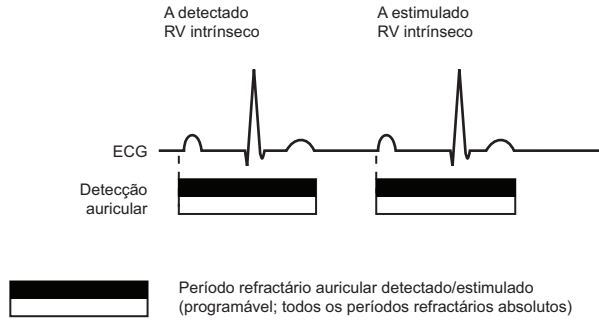 A detectado
RV intrínseco
A estimulado
RV intrínseco
ECG
Detecção
auricular
Período refractário auricular detectado/estimulado
(programável; todos os períodos refractários absolutos)